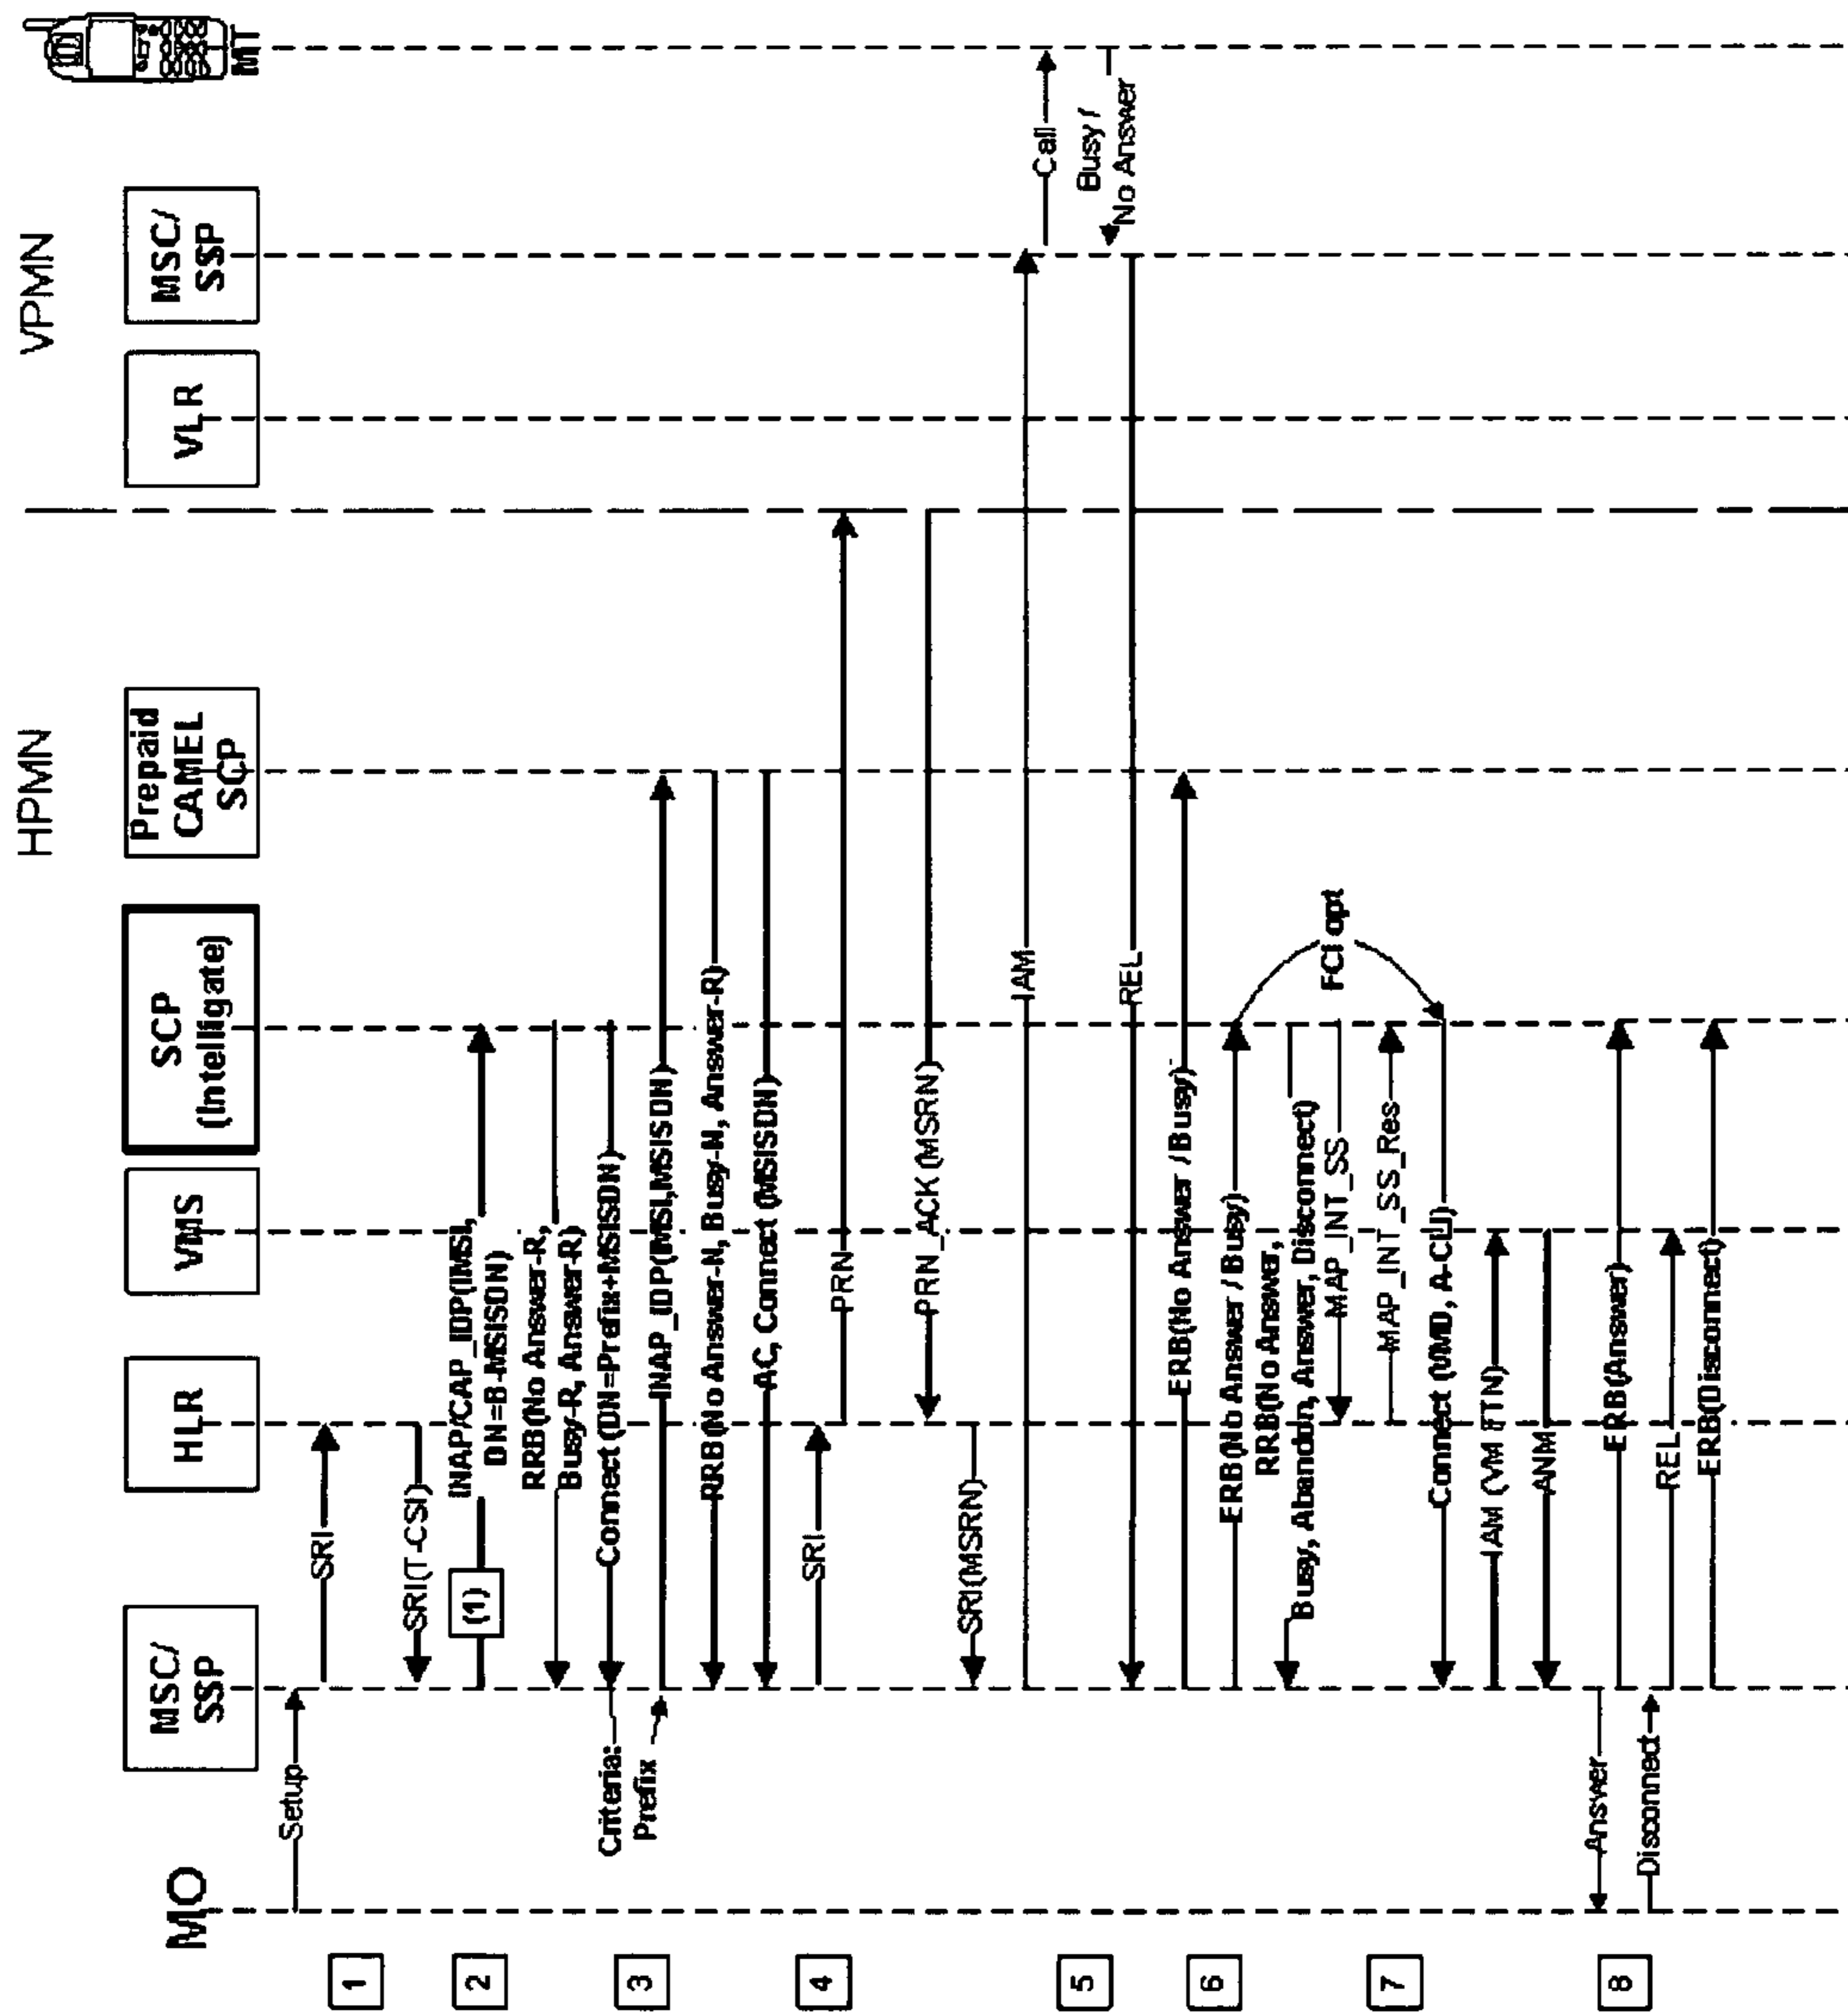 HPMN
VPMN
MO
MSC/
SSP
HLR
VMS
SCP
(Intelligate)
Prepaid
CAMEL
SCP
VLR
MSC/
SSP
MT
1
Setup
SRI
SRI(T-CSI)
2
(1)
INAP/CAP_IDP(IMSI,
DN=B-MSISDN)
RRB(No Answer-R,
Busy-R, Answer-R)
3
Connect(DN=Prefix+MSISDN)
Criteria:
Prefix
INAP_IDP(IMSI,MSISDN)
RRB(No Answer-N, Busy-N, Answer-R)
AC, Connect(MSISDN)
4
SRI
PRN
PRN_ACK(MSRN)
SRI(MSRN)
5
IAM
Call
Busy /
No Answer
REL
6
ERB(No Answer / Busy)
ERB(No Answer / Busy)
RRB(No Answer,
Busy, Abandon, Answer, Disconnect)
FCI opt
7
MAP_INT_SS
MAP_INT_SS_Res
Connect(VMD, A-CLI)
IAM (VM FTN)
ANM
8
Answer
ERB(Answer)
Disconnect
REL
ERB(Disconnect)